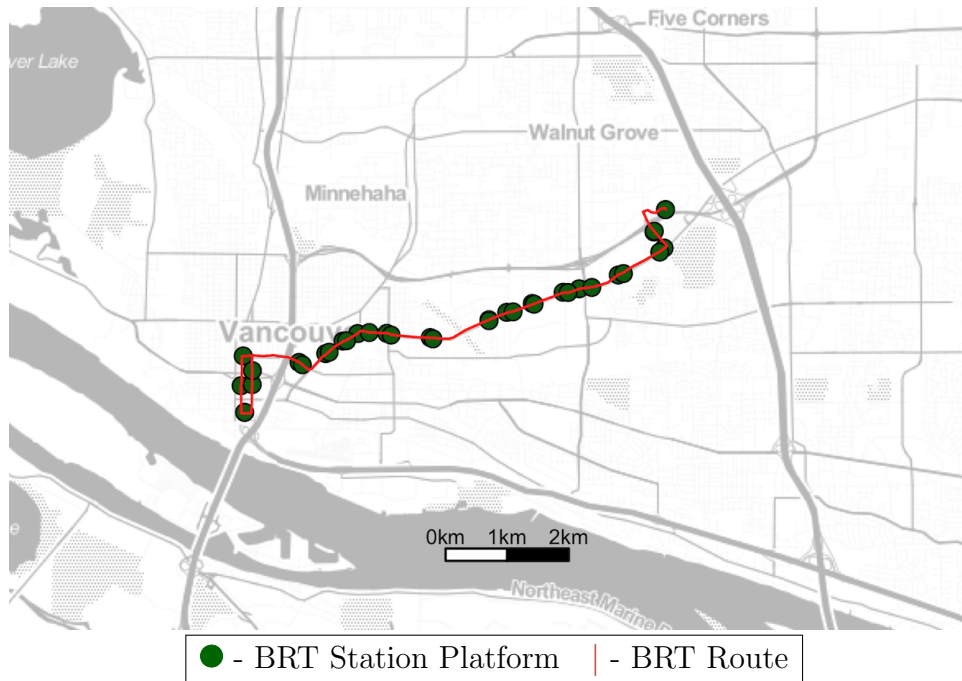 Five Corners
ver Lake
Walnut Grove
Minnehaha
Vancouv
0km 1km 2km
e
Northeast Marine
- BRT Station Platform | - BRT Route